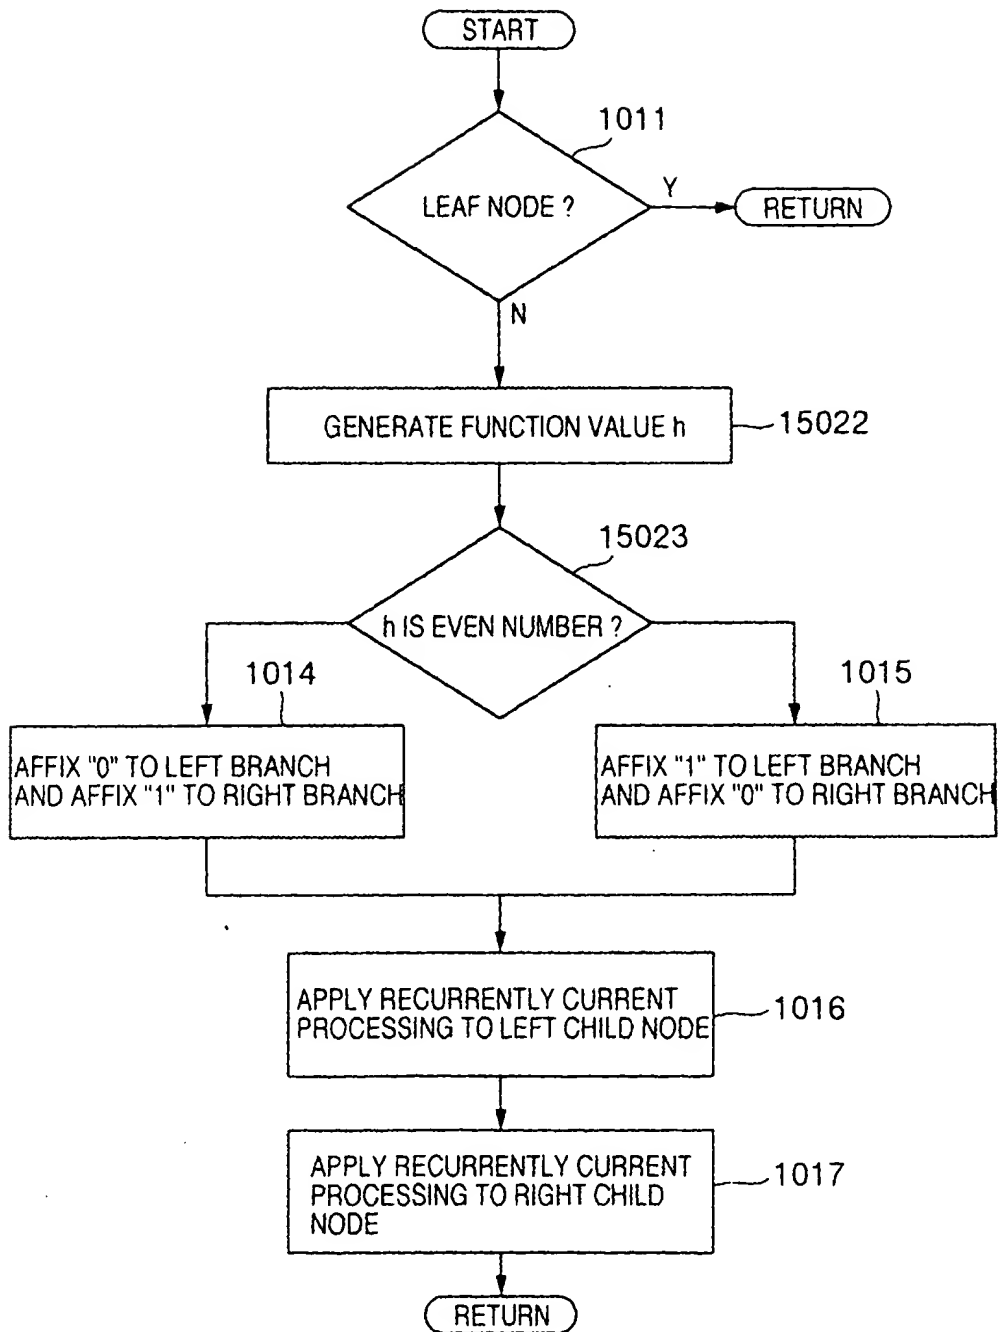 START
1011
LEAF NODE ?
Y
RETURN
N
GENERATE FUNCTION VALUE h
15022
15023
h IS EVEN NUMBER ?
1014
1015
AFFIX "0" TO LEFT BRANCH
AND AFFIX "1" TO RIGHT BRANCH
AFFIX "1" TO LEFT BRANCH
AND AFFIX "0" TO RIGHT BRANCH
APPLY RECURRENTLY CURRENT
PROCESSING TO LEFT CHILD NODE
1016
APPLY RECURRENTLY CURRENT
PROCESSING TO RIGHT CHILD
NODE
1017
RETURN